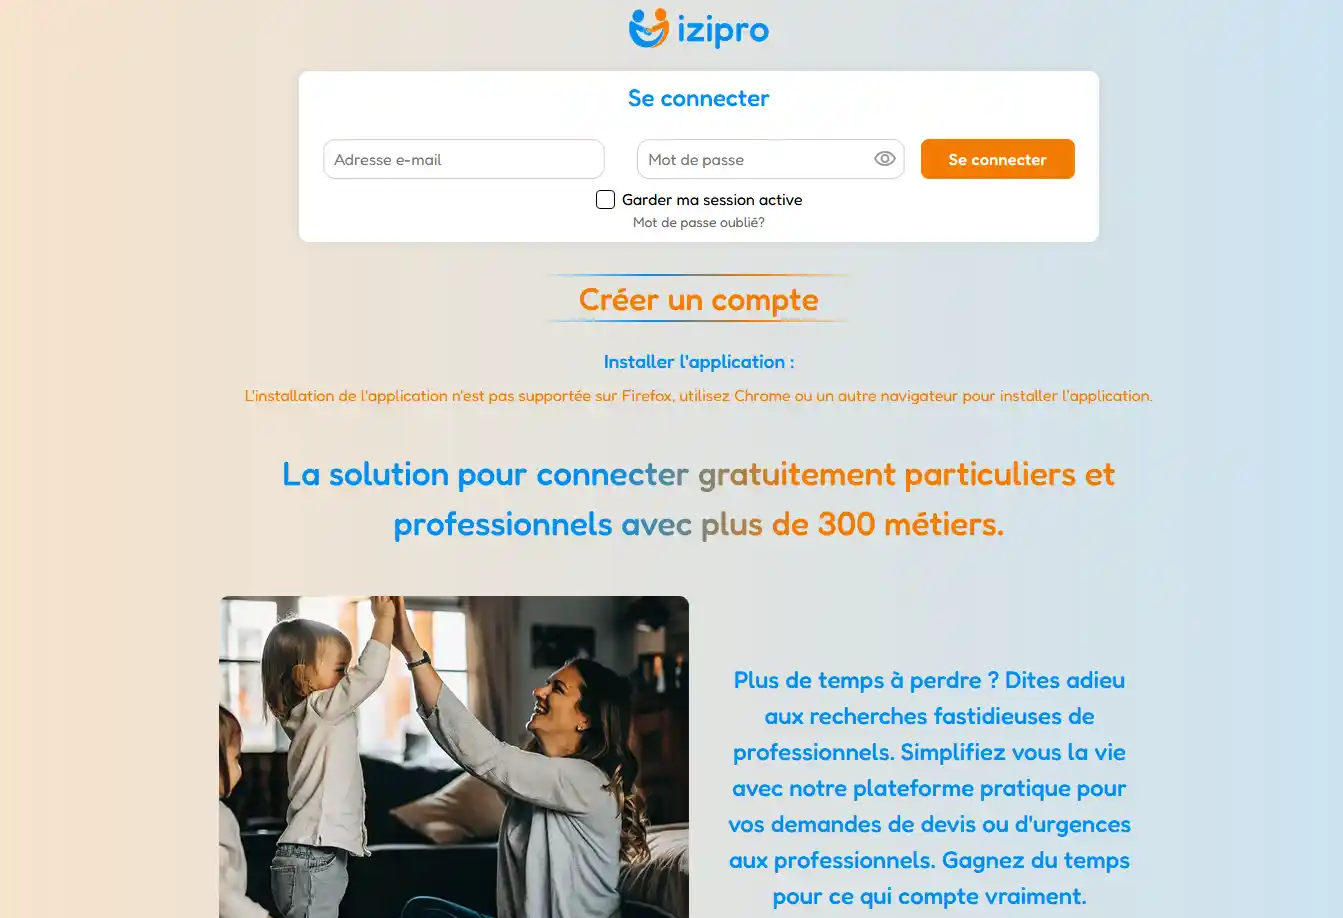 izipro
Se connecter
Adresse e-mail
Mot de passe
Se connecter
Garder ma session active
Mot de passe oublié?
Créer un compte
Installer l'application :
L'installation de l'application n'est pas supportée sur Firefox, utilisez Chrome ou un autre navigateur pour installer l'application.
La solution pour connecter gratuitement particuliers et
professionnels avec plus de 300 métiers.
Plus de temps à perdre ? Dites adieu
aux recherches fastidieuses de
professionnels. Simplifiez vous la vie
avec notre plateforme pratique pour
vos demandes de devis ou d'urgences
aux professionnels. Gagnez du temps
pour ce qui compte vraiment.